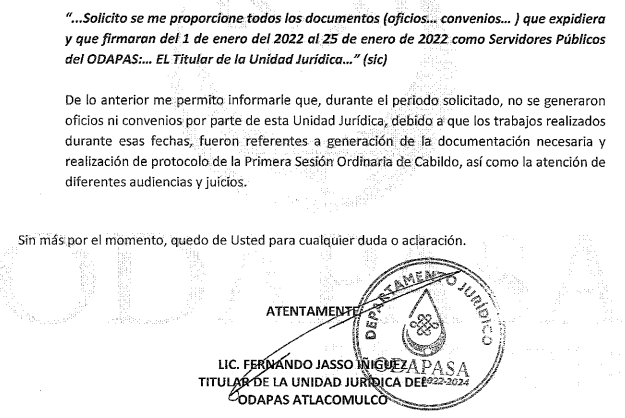 "...Solicito se me proporcione todos los documentos (oficios... convenios... ) que expidiera
y que firmaran del 1 de enero del 2022 al 25 de enero de 2022 como Servidores Públicos
del ODAPAS:... EL Titular de la Unidad Jurídica..." (sic)
De lo anterior me permito informarle que, durante el periodo solicitado, no se generaron
oficios ni convenios por parte de esta Unidad Jurídica, debido a que los trabajos realizados
durante esas fechas, fueron referentes a generación de la documentación necesaria y
realización de protocolo de la Primera Sesión Ordinaria de Cabildo, así como la atención de
diferentes audiencias y juicios.
Sin más por el momento, quedo de Usted para cualquier duda o aclaración.
ODAPASA
ATENTAMENTE
DEPARTAMENTO JURÍDICO
ODAPASA
2022-2024
LIC. FERNANDO JASSO IÑIGUEZ
TITULAR DE LA UNIDAD JURÍDICA DEL
ODAPAS ATLACOMULCO